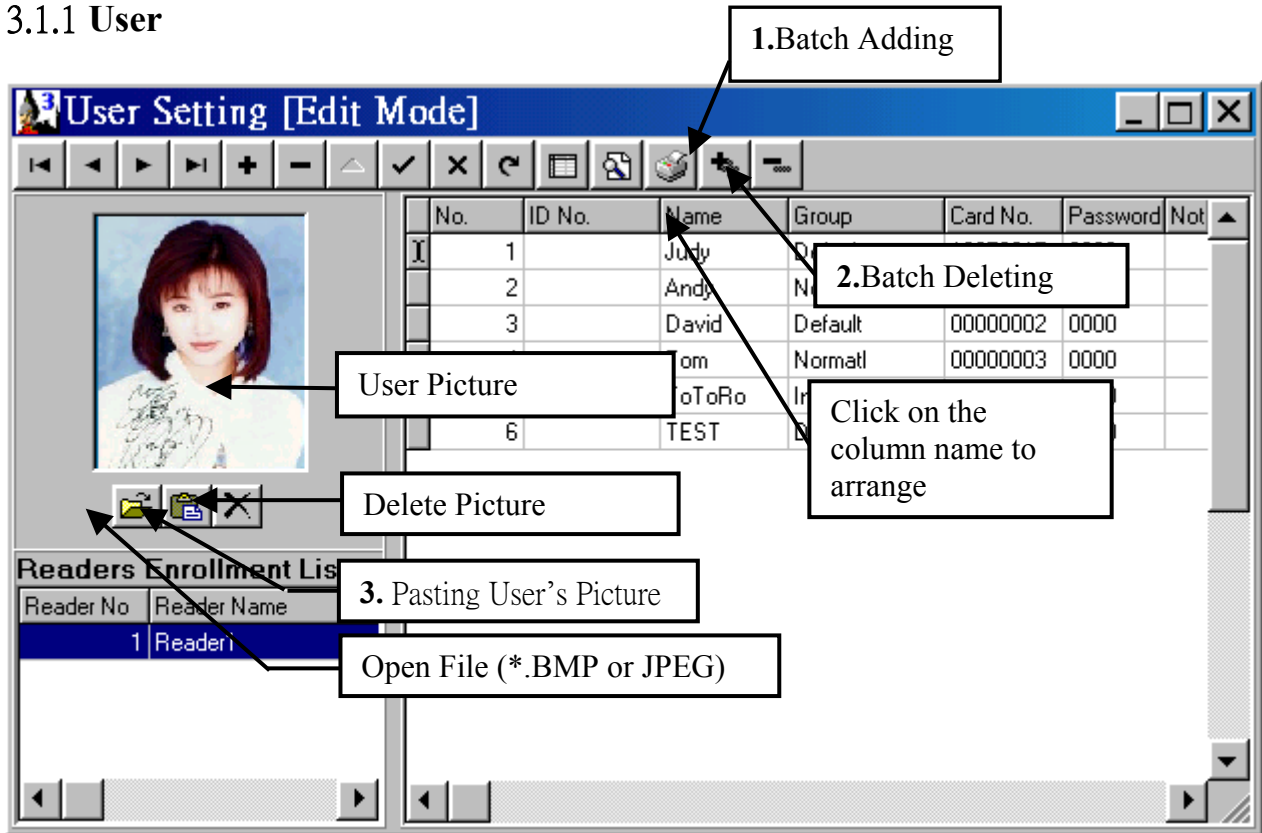 3.1.1 User
1.Batch Adding
User Setting [Edit Mode]
No. ID No. Name Group Card No. Password Not
1 Judy
2 Andy
2.Batch Deleting
3 David Default 00000002 0000
Tom Normatl 00000003 0000
User Picture
ToToRo
6 TEST
Click on the
column name to
arrange
Delete Picture
Readers Enrollment Lis
3. Pasting User's Picture
Reader No Reader Name
1 Reader1
Open File (*.BMP or JPEG)